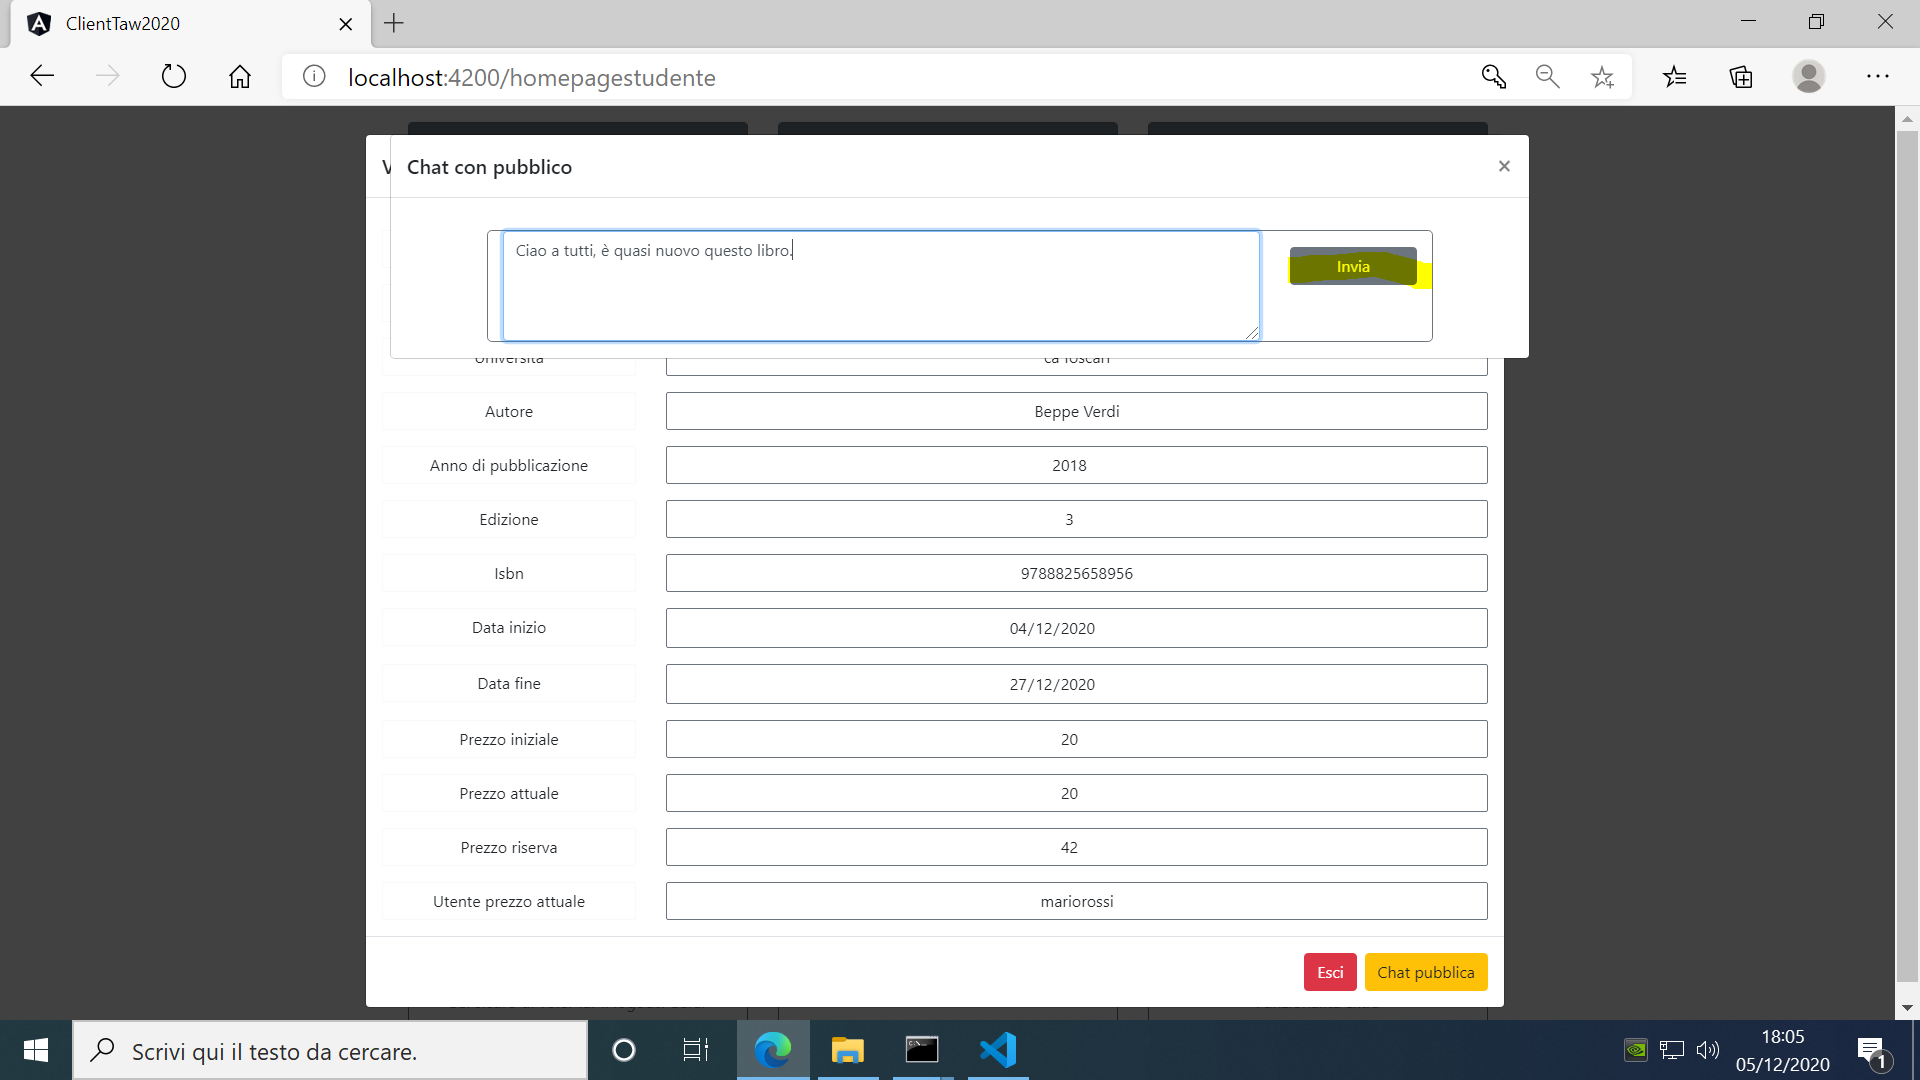 ClientTaw2020
localhost:4200/homepagestudente
V
Chat con pubblico
×
Ciao a tutti, è quasi nuovo questo libro.
Invia
Università
ca foscari
Autore
Beppe Verdi
Anno di pubblicazione
2018
Edizione
3
Isbn
9788825658956
Data inizio
04/12/2020
Data fine
27/12/2020
Prezzo iniziale
20
Prezzo attuale
20
Prezzo riserva
42
Utente prezzo attuale
mariorossi
Esci
Chat pubblica
Scrivi qui il testo da cercare.
18:05
05/12/2020
1